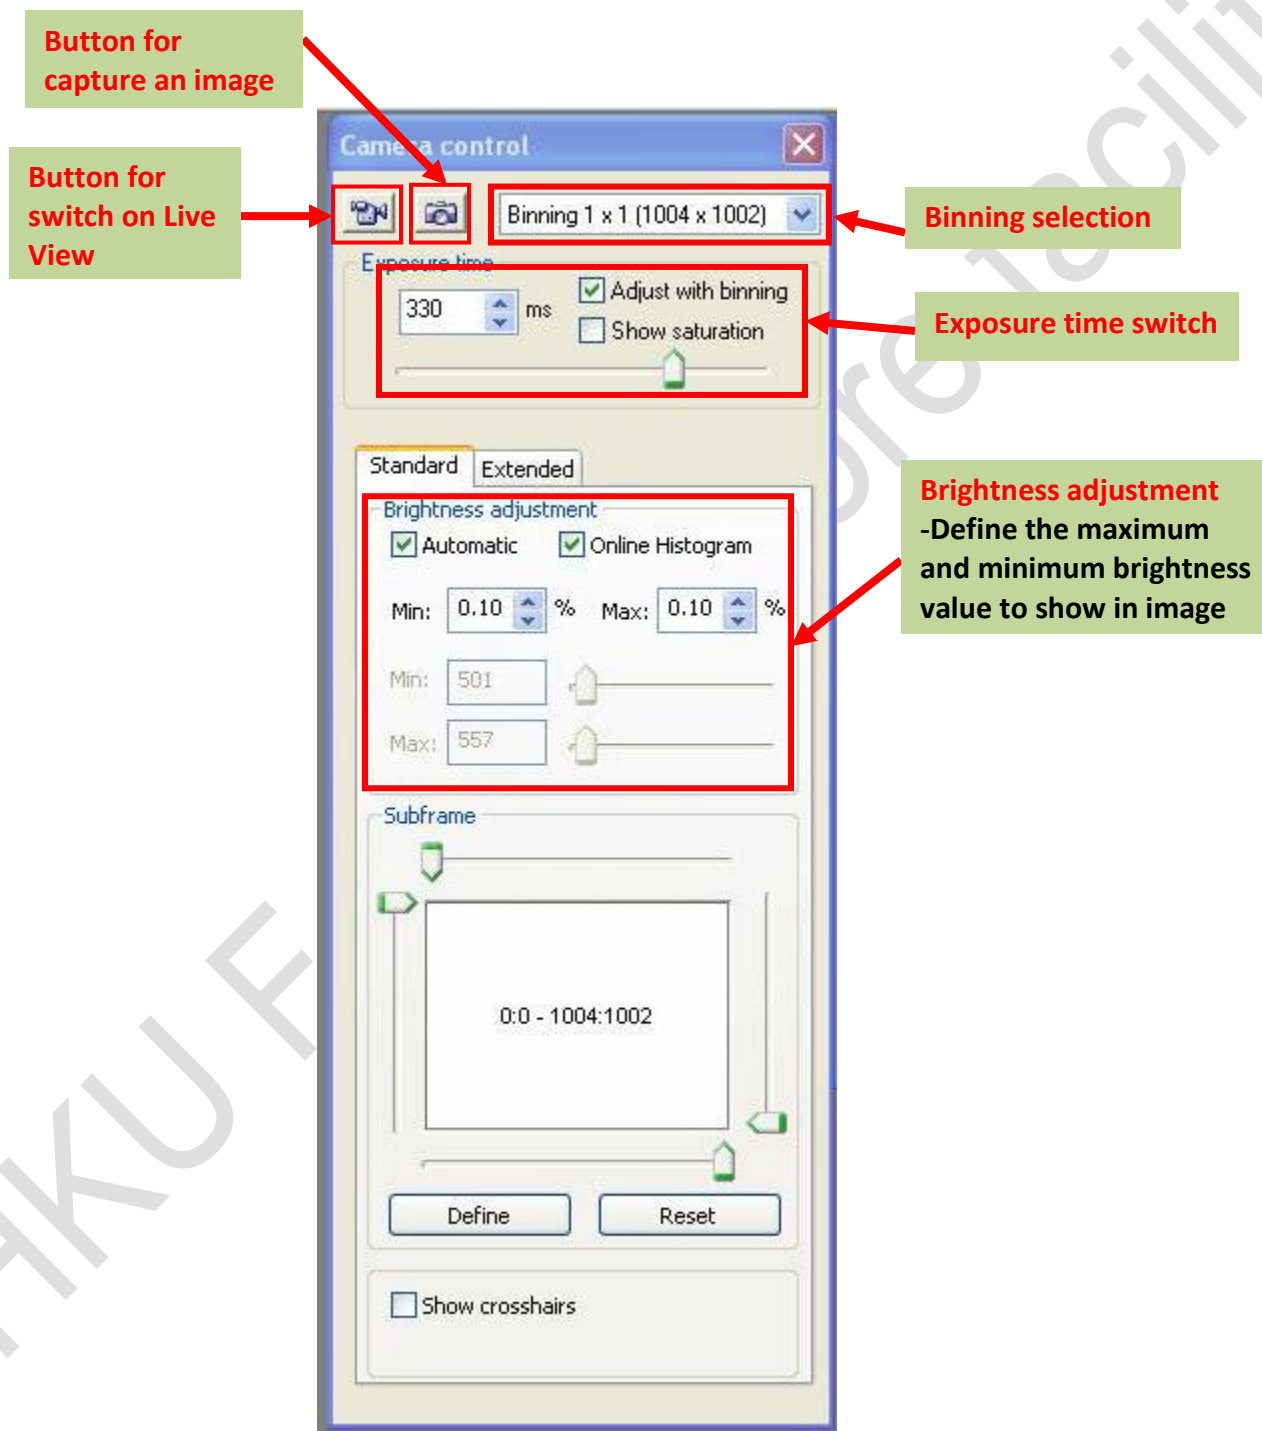 Button for
capture an image
Button for
switch on Live
View
Camera control
Binning 1 x 1 (1004 x 1002)
Binning selection
Exposure time
330 ms
Adjust with binning
Show saturation
Exposure time switch
Standard Extended
Brightness adjustment
Automatic Online Histogram
Min: 0.10 % Max: 0.10 %
Min: 501
Max: 557
Brightness adjustment
-Define the maximum
and minimum brightness
value to show in image
Subframe
0:0 - 1004:1002
Define Reset
Show crosshairs
HKU F
ore facilit